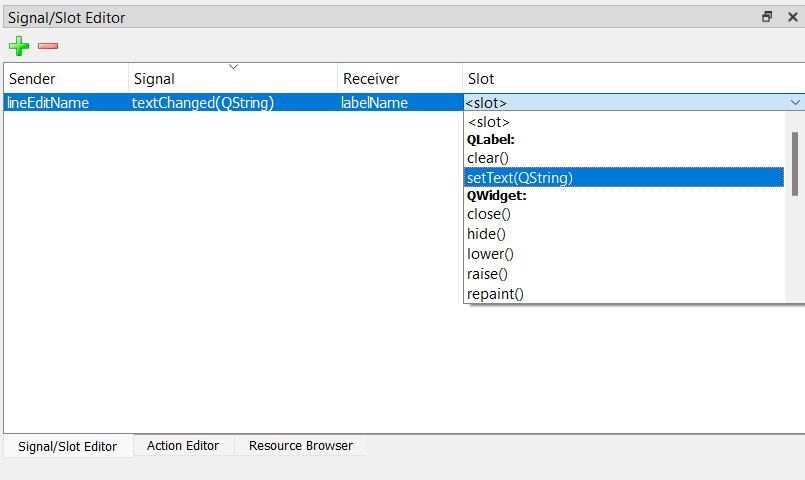 Signal/Slot Editor
Sender Signal Receiver Slot
lineEditName textChanged(QString) labelName <slot>
<slot>
QLabel:
clear()
setText(QString)
QWidget:
close()
hide()
lower()
raise()
repaint()
Signal/Slot Editor Action Editor Resource Browser